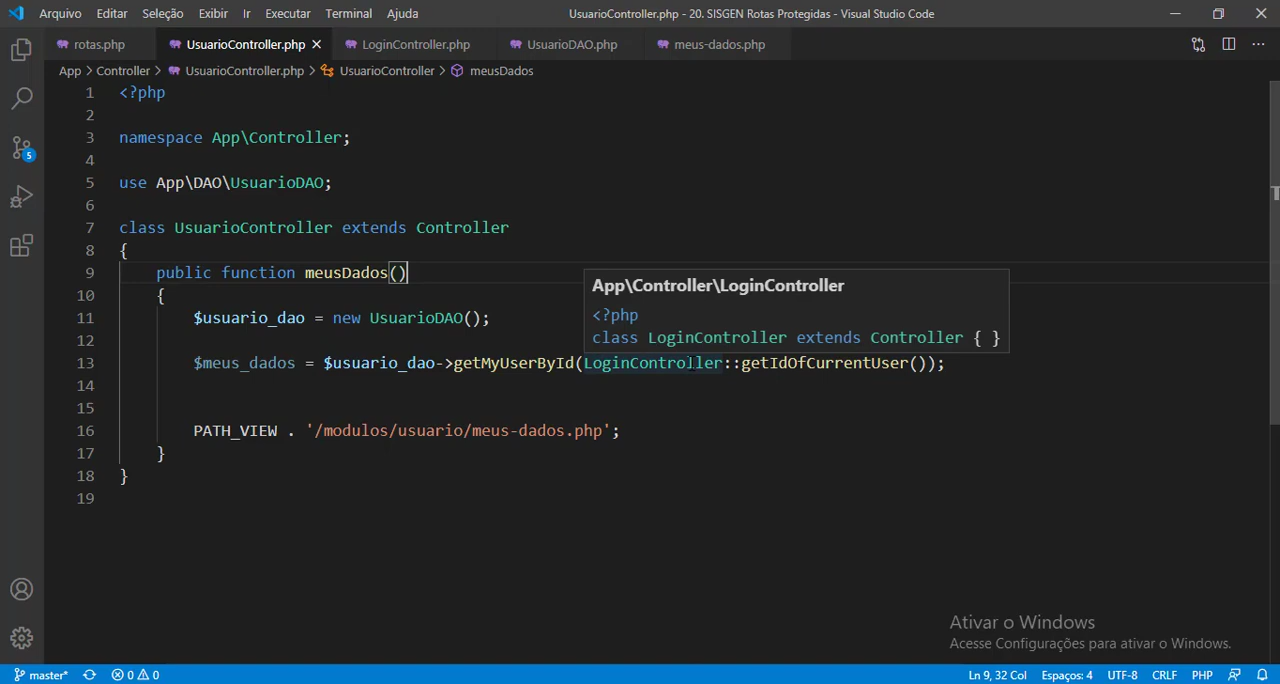 Arquivo Editar Seleção Exibir Ir Executar Terminal Ajuda UsuarioController.php - 20. SISGEN Rotas Protegidas - Visual Studio Code
rotas.php UsuarioController.php LoginController.php UsuarioDAO.php meus-dados.php
App > Controller > UsuarioController.php > UsuarioController > meusDados
1 <?php
2
3 namespace App\Controller;
4
5 use App\DAO\UsuarioDAO;
6
7 class UsuarioController extends Controller
8 {
9 public function meusDados()
App\Controller\LoginController
<?php
class LoginController extends Controller { }
10 {
11 $usuario_dao = new UsuarioDAO();
12
13 $meus_dados = $usuario_dao->getMyUserById(LoginController::getIdOfCurrentUser());
14
15
16 PATH_VIEW . '/modulos/usuario/meus-dados.php';
17 }
18 }
19
5
Ativar o Windows
Acesse Configurações para ativar o Windows.
master* 0 0 Ln 9, 32 Col Espaços: 4 UTF-8 CRLF PHP